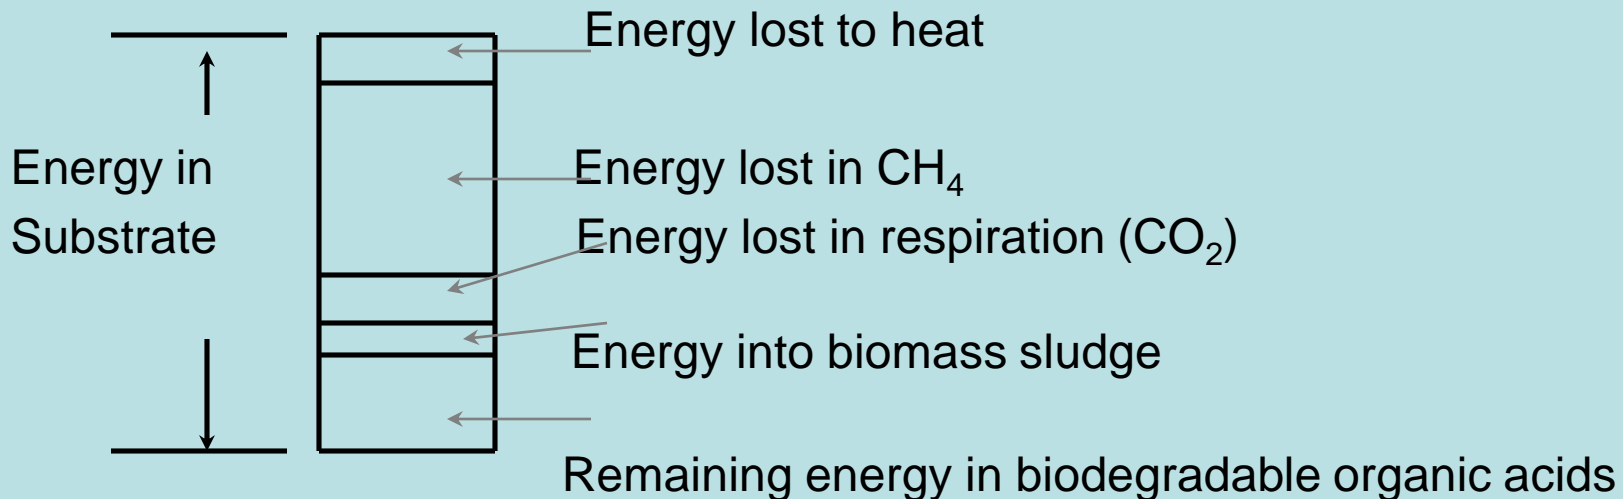 Energy lost to heat
Energy in
Substrate
Energy lost in CH₄
Energy lost in respiration (CO₂)
Energy into biomass sludge
Remaining energy in biodegradable organic acids